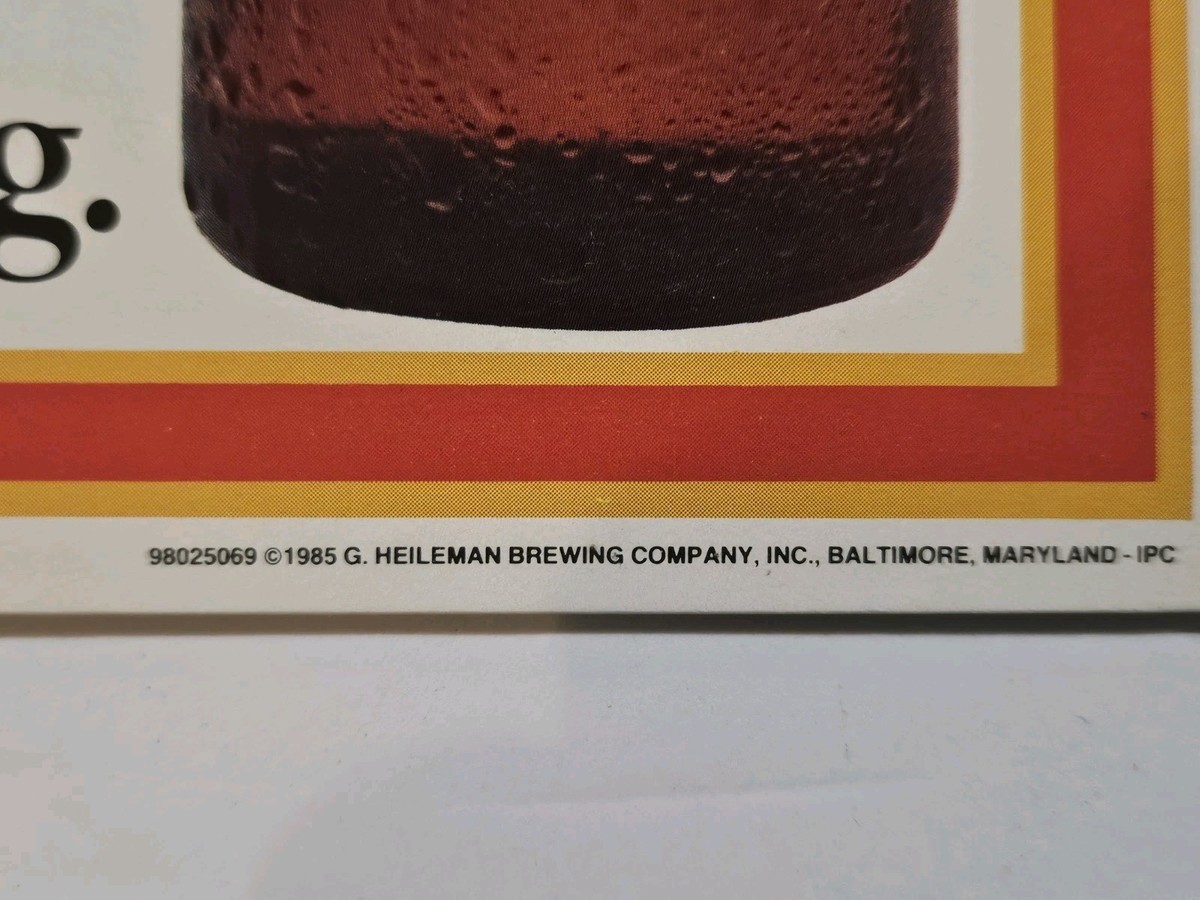 g.
98025069 ©1985 G. HEILEMAN BREWING COMPANY, INC., BALTIMORE, MARYLAND - IPC